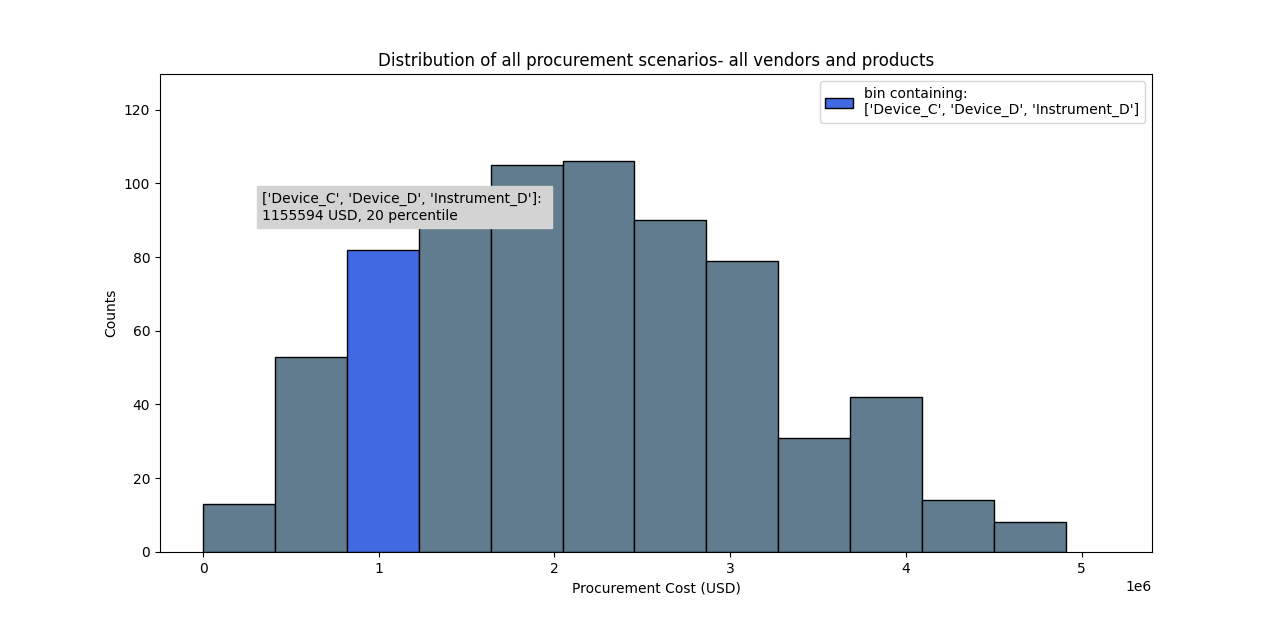 Distribution of all procurement scenarios- all vendors and products
bin containing:
['Device_C', 'Device_D', 'Instrument_D']
['Device_C', 'Device_D', 'Instrument_D']:
1155594 USD, 20 percentile
120
100
80
60
40
20
0
Counts
0 1 2 3 4 5
1e6
Procurement Cost (USD)